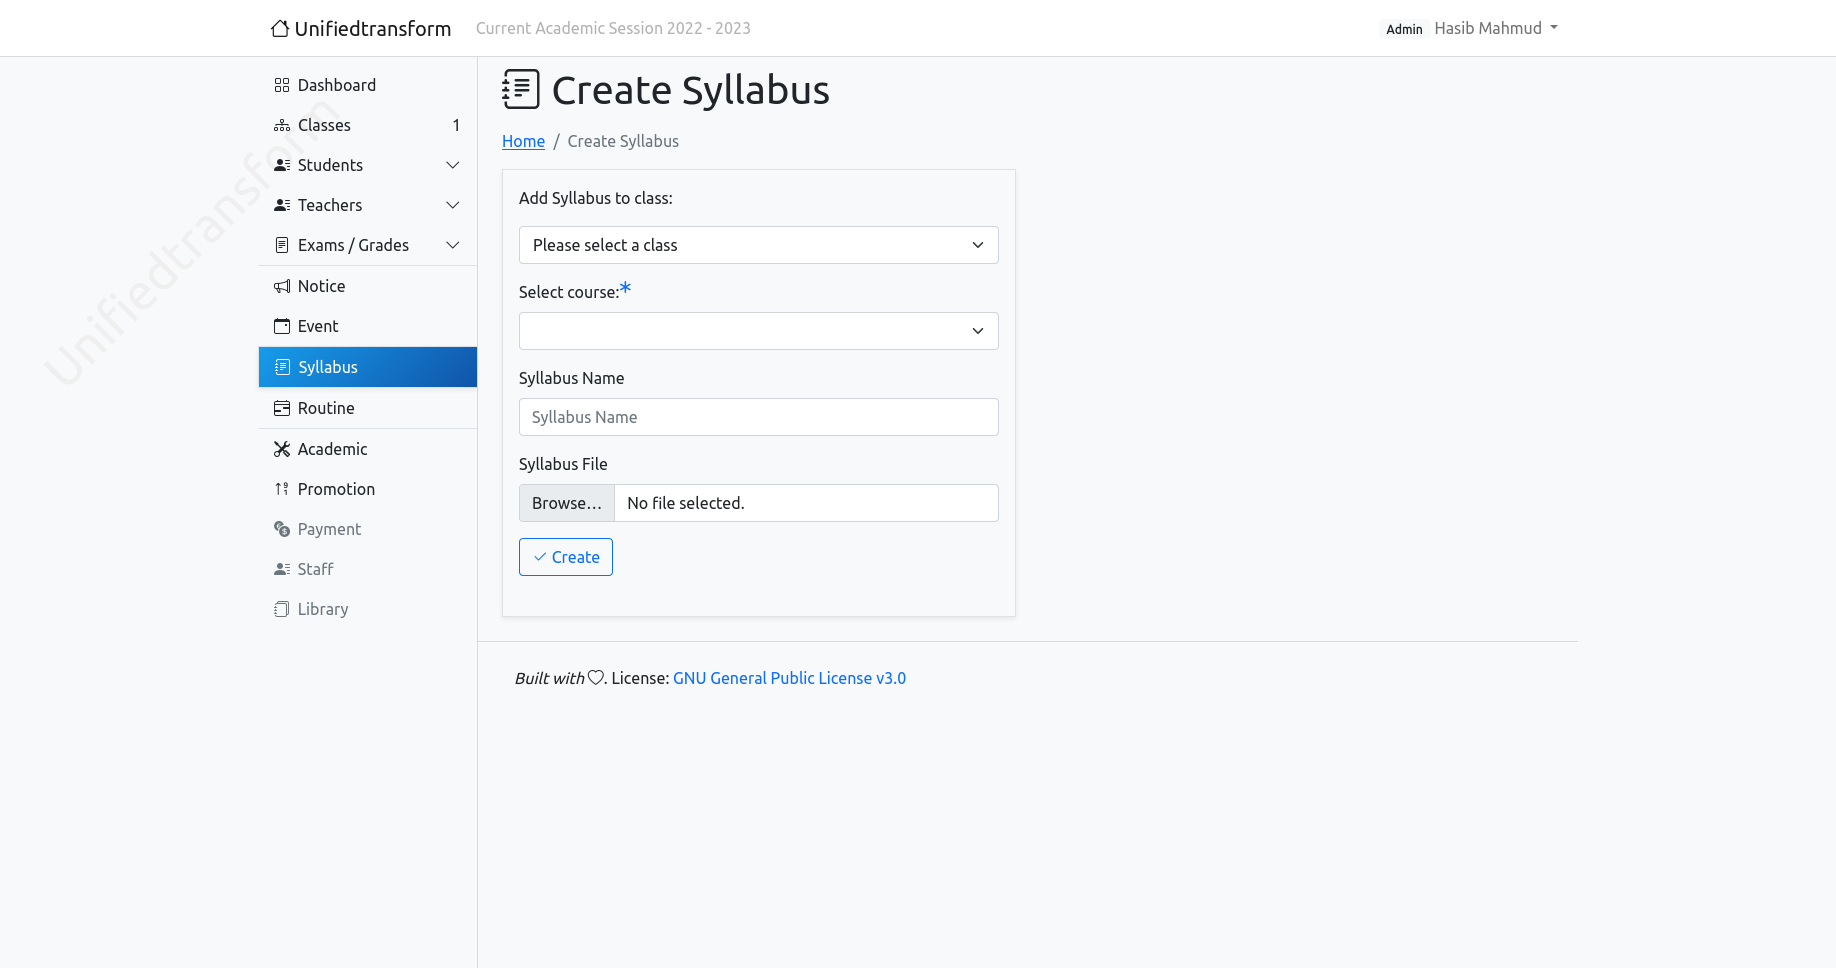 Unifiedtransform
Current Academic Session 2022 - 2023
Admin Hasib Mahmud
Dashboard
Classes 1
Students
Teachers
Exams / Grades
Notice
Event
Syllabus
Routine
Academic
Promotion
Payment
Staff
Library
Unifiedtransform
Create Syllabus
Home / Create Syllabus
Add Syllabus to class:
Please select a class
Select course:*
Syllabus Name
Syllabus Name
Syllabus File
Browse... No file selected.
Create
Built with . License: GNU General Public License v3.0